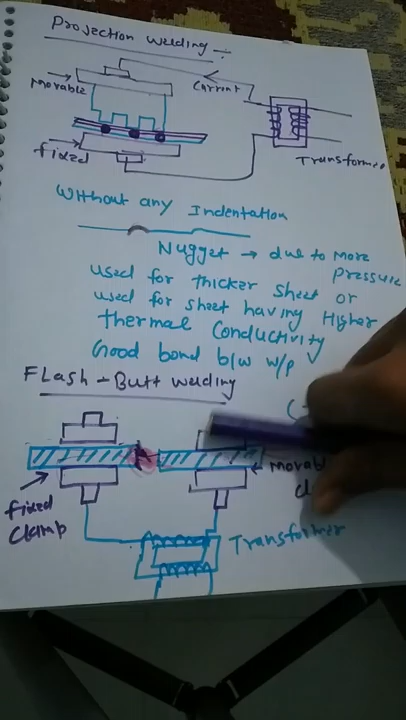 Projection Welding :-
Movable
Current
fixed
Transformer
Without any Indentation
Nugget → due to More
Pressure
used for thicker sheet or
used for sheet having Higher
thermal Conductivity
Good bond b/w w/p
Flash - Butt welding
fixed
Clamp
Transformer